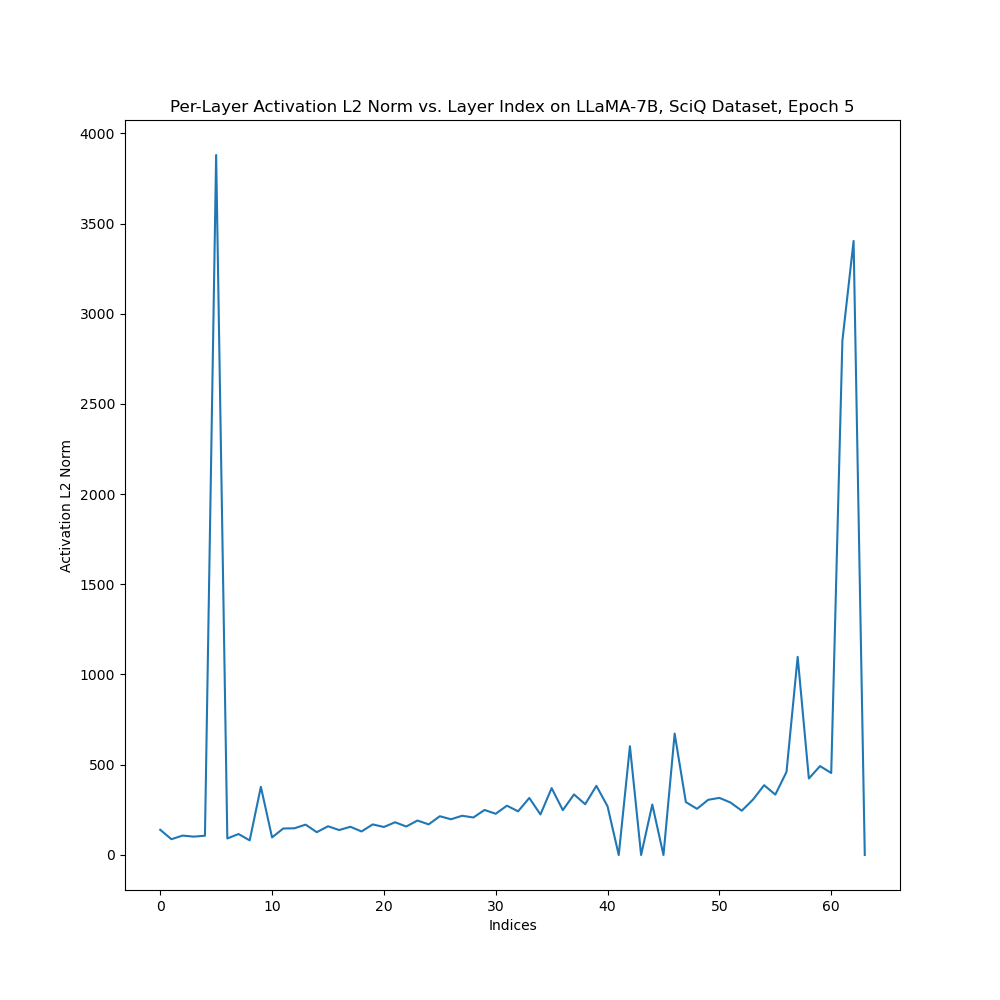 Per-Layer Activation L2 Norm vs. Layer Index on LLaMA-7B, SciQ Dataset, Epoch 5
4000
3500
3000
2500
2000
1500
1000
500
0
Activation L2 Norm
0 10 20 30 40 50 60
Indices